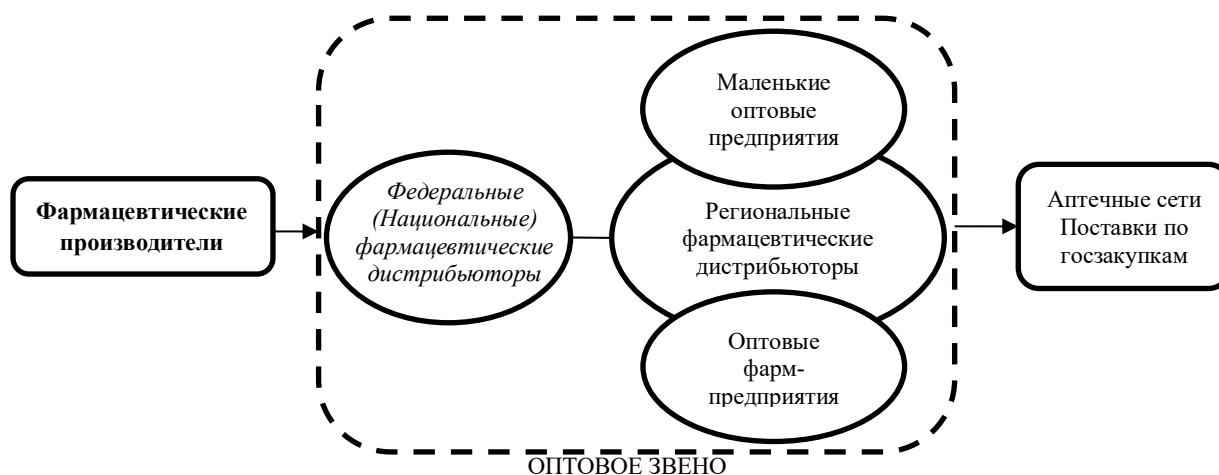 Фармацевтические
производители
Федеральные
(Национальные)
фармацевтические
дистрибьюторы
Маленькие
оптовые
предприятия
Региональные
фармацевтические
дистрибьюторы
Оптовые
фарм-
предприятия
Аптечные сети
Поставки по
госзакупкам
ОПТОВОЕ ЗВЕНО